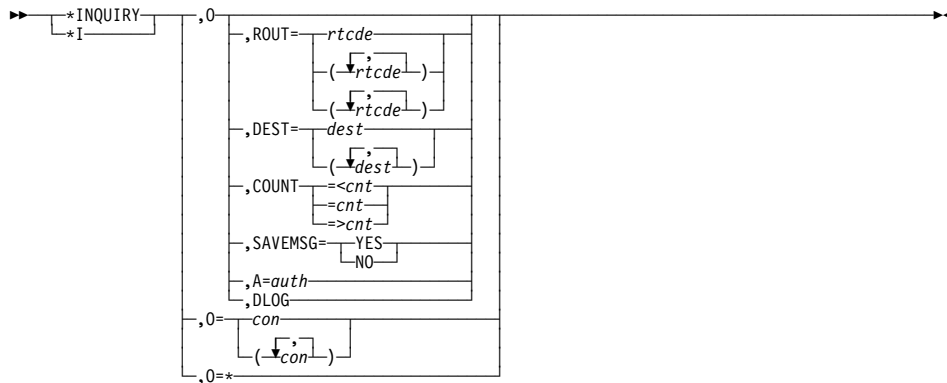 *INQUIRY ,O
*I ,ROUT= rtcde
,
( rtcde )
,
( rtcde )
,DEST= dest
,
( dest )
,COUNT =<cnt
=cnt
=>cnt
,SAVEMSG= YES
NO
,A=auth
,DLOG
,O= con
,
( con )
,O=*